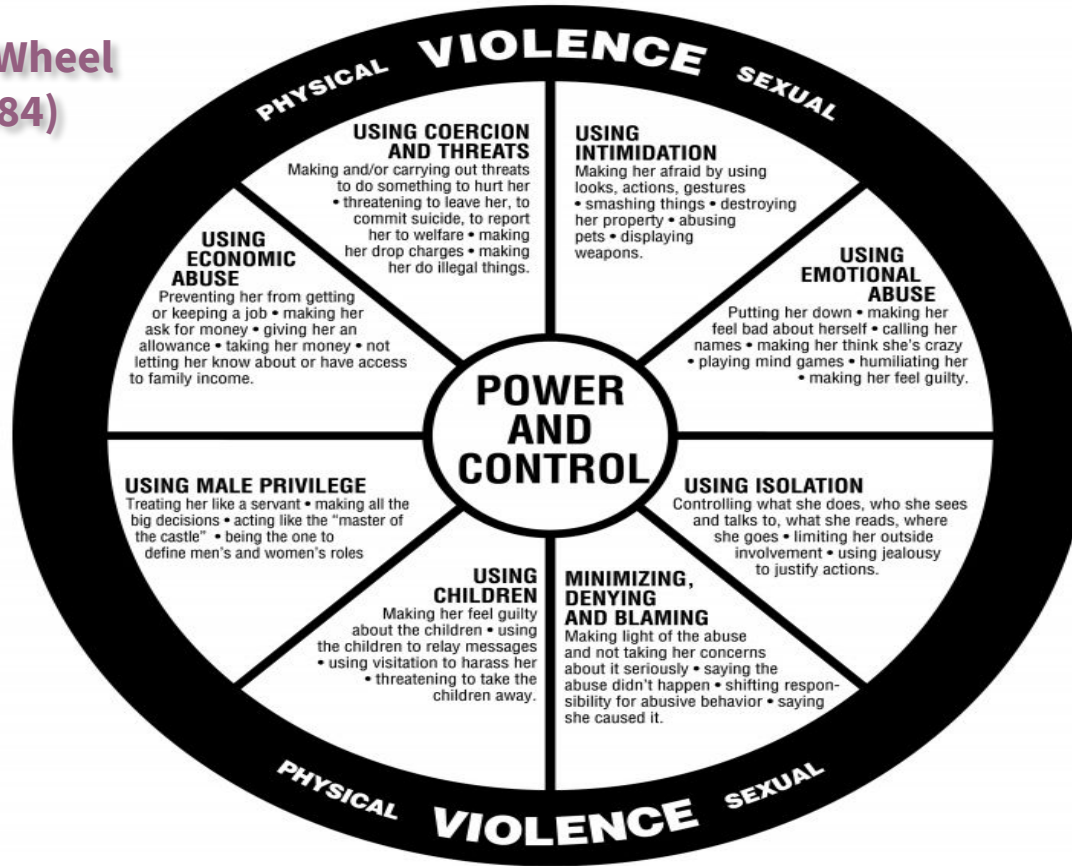 Wheel
84)
PHYSICAL VIOLENCE SEXUAL
USING COERCION
AND THREATS
Making and/or carrying out threats
to do something to hurt her
• threatening to leave her, to
commit suicide, to report
her to welfare • making
her drop charges • making
her do illegal things.
USING
INTIMIDATION
Making her afraid by using
looks, actions, gestures
• smashing things • destroying
her property • abusing
pets • displaying
weapons.
USING
ECONOMIC
ABUSE
Preventing her from getting
or keeping a job • making her
ask for money • giving her an
allowance • taking her money • not
letting her know about or have access
to family income.
USING
EMOTIONAL
ABUSE
Putting her down • making her
feel bad about herself • calling her
names • making her think she's crazy
• playing mind games • humiliating her
• making her feel guilty.
POWER
AND
CONTROL
USING MALE PRIVILEGE
Treating her like a servant • making all the
big decisions • acting like the “master of
the castle” • being the one to
define men's and women's roles
USING ISOLATION
Controlling what she does, who she sees
and talks to, what she reads, where
she goes • limiting her outside
involvement • using jealousy
to justify actions.
USING
CHILDREN
Making her feel guilty
about the children • using
the children to relay messages
• using visitation to harass her
• threatening to take the
children away.
MINIMIZING,
DENYING
AND BLAMING
Making light of the abuse
and not taking her concerns
about it seriously • saying the
abuse didn't happen • shifting respon-
sibility for abusive behavior • saying
she caused it.
PHYSICAL VIOLENCE SEXUAL